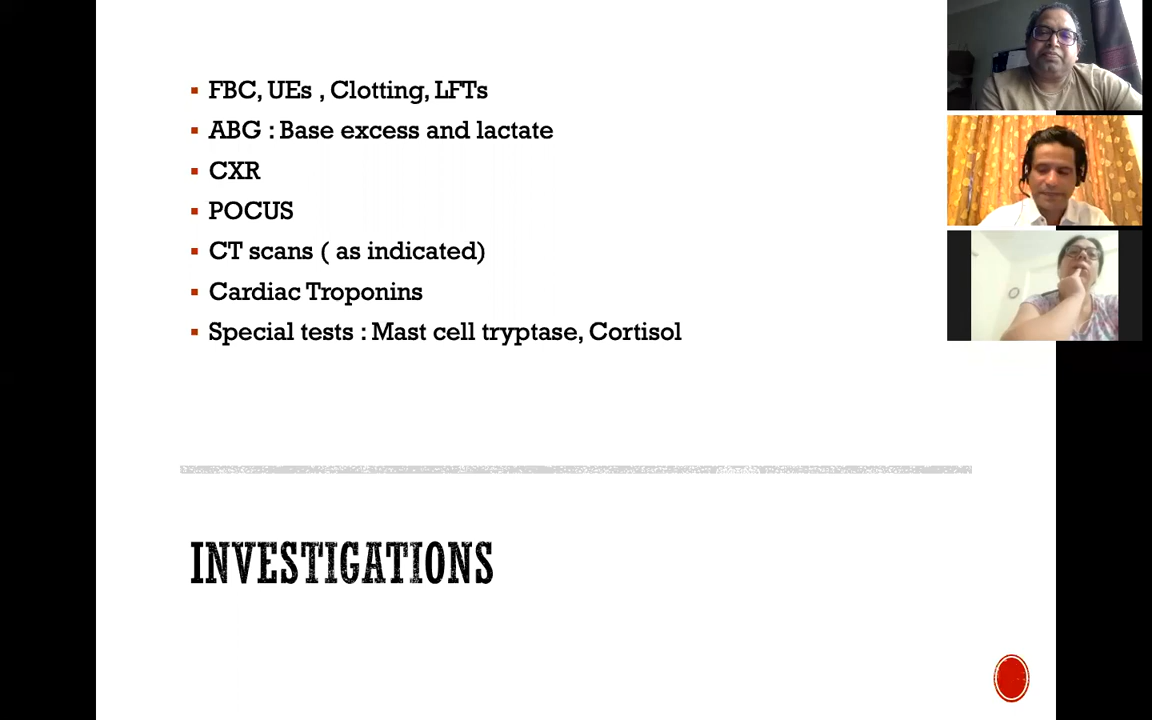 FBC, UEs , Clotting, LFTs
ABG : Base excess and lactate
CXR
POCUS
CT scans ( as indicated)
Cardiac Troponins
Special tests : Mast cell tryptase, Cortisol
INVESTIGATIONS